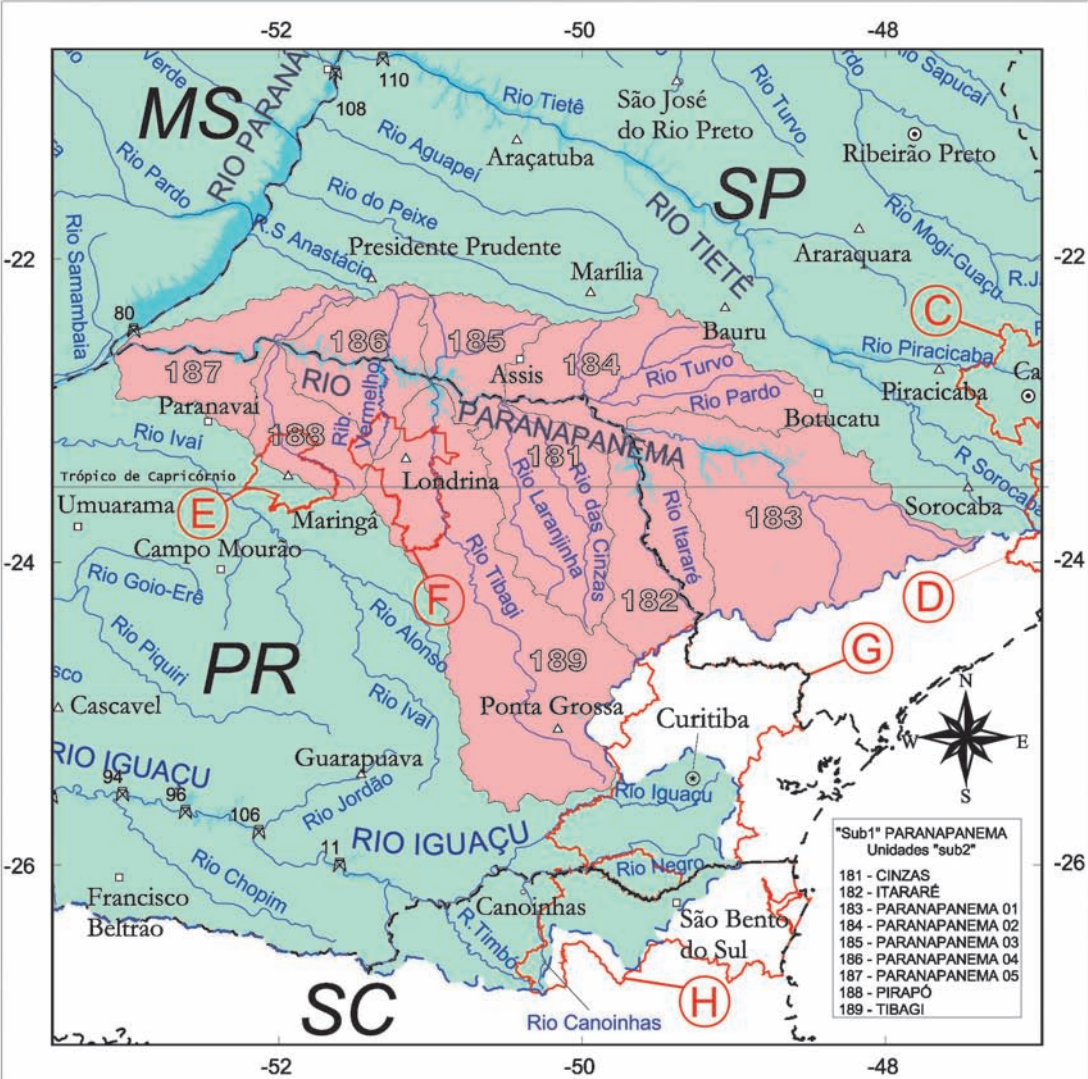 -52
-50
-48
110
108
Verde
MS
RIO PARANÁ
Rio Tietê
São José
do Rio Preto
Rio Turvo
Rio Sapucaí
Ribeirão Preto
Rio Aguapeí
Araçatuba
SP
Rio Pardo
Rio do Peixe
RIO TIETÊ
Rio Mogi-Guaçu
Araraquara
Rio Samambaia
R.S Anastácio
Presidente Prudente
Marília
-22
-22
R.J
C
80
Bauru
Rio Piracicaba
Piracicaba
Ca
186
185
184
187
Assis
Rio Turvo
Rio Pardo
Botucatu
RIO
PARANAPANEMA
Paranavaí
Rib. Vermelho
188
181
Rio Ivaí
R Sorocaba
Trópico de Capricórnio
Londrina
Rio Laranjinha
Rio das Cinzas
Rio Itararé
183
Sorocaba
Umuarama
E
Maringá
Campo Mourão
-24
-24
Rio Goio-Erê
F
Rio Tibagi
182
D
Rio Alonso
Rio Piquiri
PR
189
G
sco
Cascavel
Rio Ivaí
Ponta Grossa
Curitiba
N
W
E
S
RIO IGUAÇU
Guarapuava
94
96
106
Rio Jordão
Rio Iguaçu
11
RIO IGUAÇU
-26
-26
Rio Negro
Rio Chopim
Francisco
Beltrão
Canoinhas
R.Timbó
São Bento
do Sul
SC
H
Rio Canoinhas
"Sub1" PARANAPANEMA
Unidades "sub2"
181 - CINZAS
182 - ITARARÉ
183 - PARANAPANEMA 01
184 - PARANAPANEMA 02
185 - PARANAPANEMA 03
186 - PARANAPANEMA 04
187 - PARANAPANEMA 05
188 - PIRAPÓ
189 - TIBAGI
-52
-50
-48